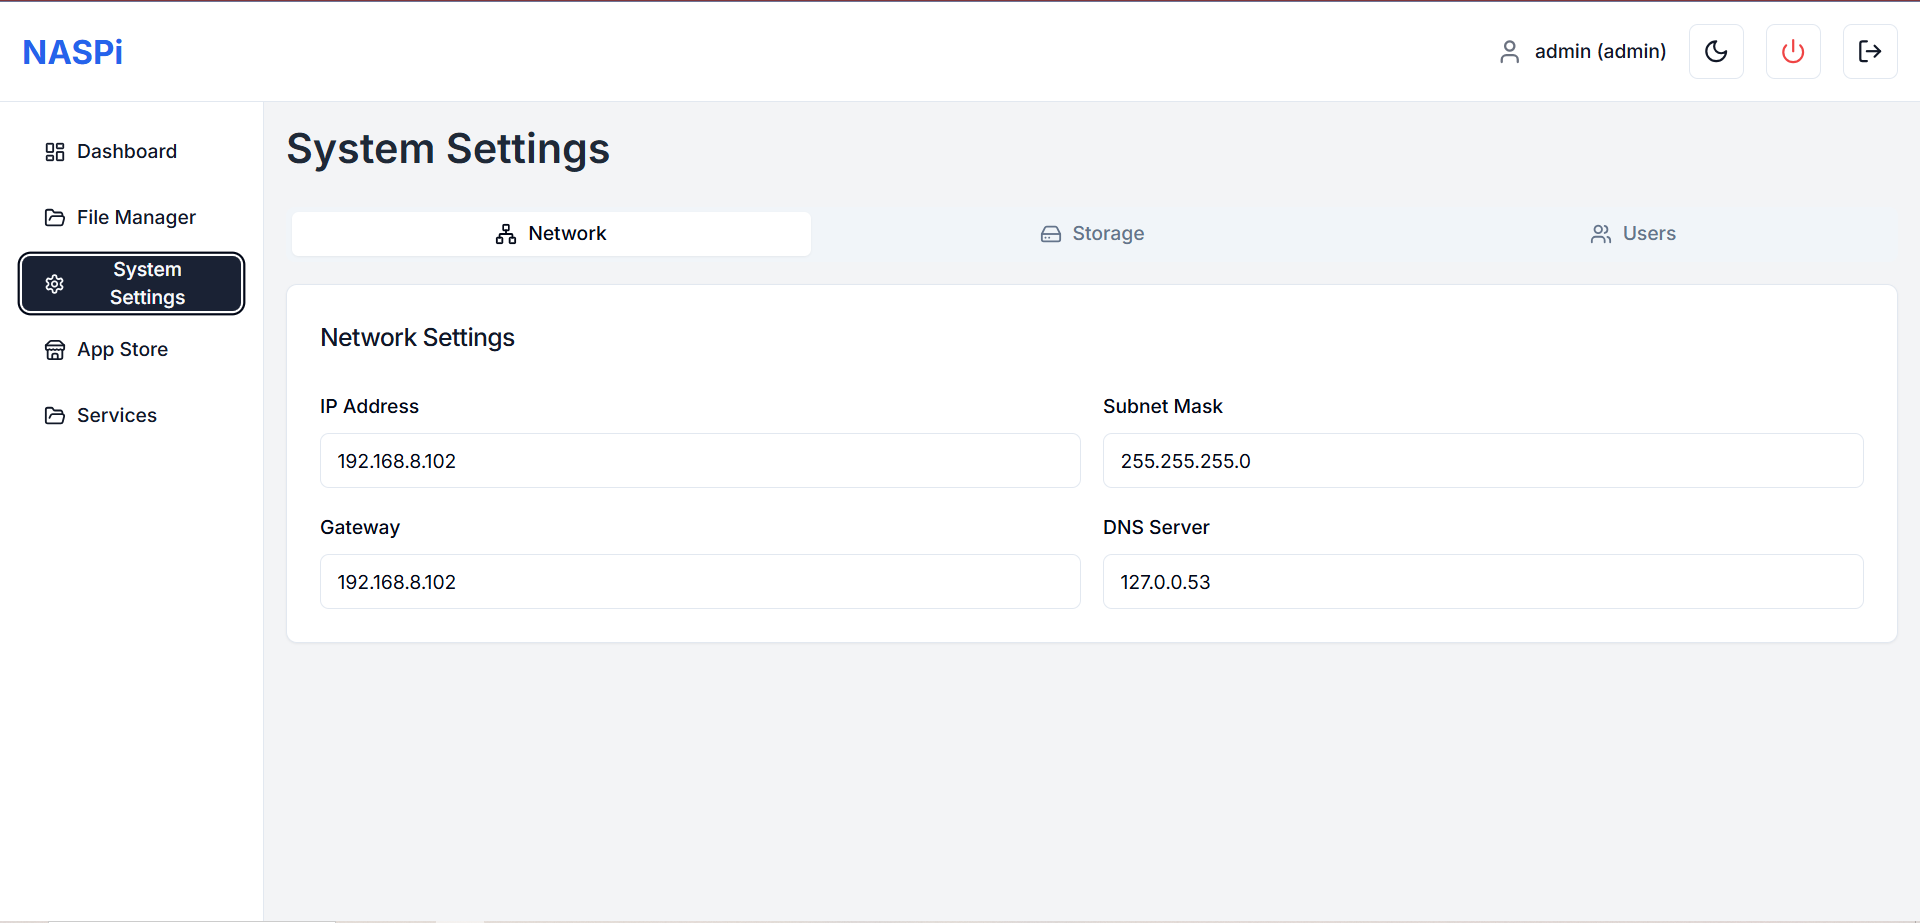 NASPi
admin (admin)
Dashboard
File Manager
System
Settings
App Store
Services
System Settings
Network
Storage
Users
Network Settings
IP Address
192.168.8.102
Subnet Mask
255.255.255.0
Gateway
192.168.8.102
DNS Server
127.0.0.53